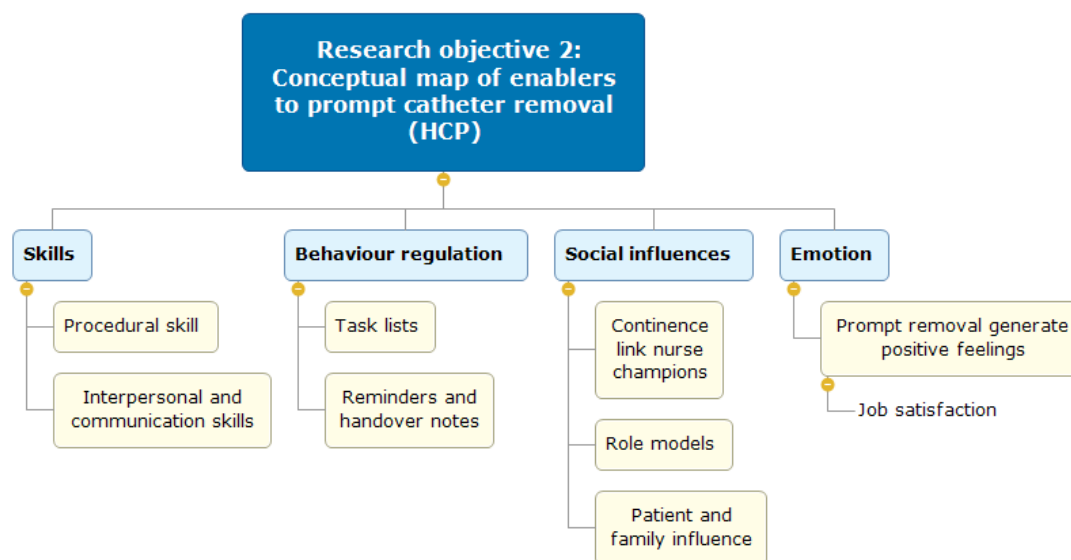 Research objective 2:
Conceptual map of enablers
to prompt catheter removal
(HCP)
Skills
Procedural skill
Interpersonal and
communication skills
Behaviour regulation
Task lists
Reminders and
handover notes
Social influences
Continence
link nurse
champions
Role models
Patient and
family influence
Emotion
Prompt removal generate
positive feelings
Job satisfaction